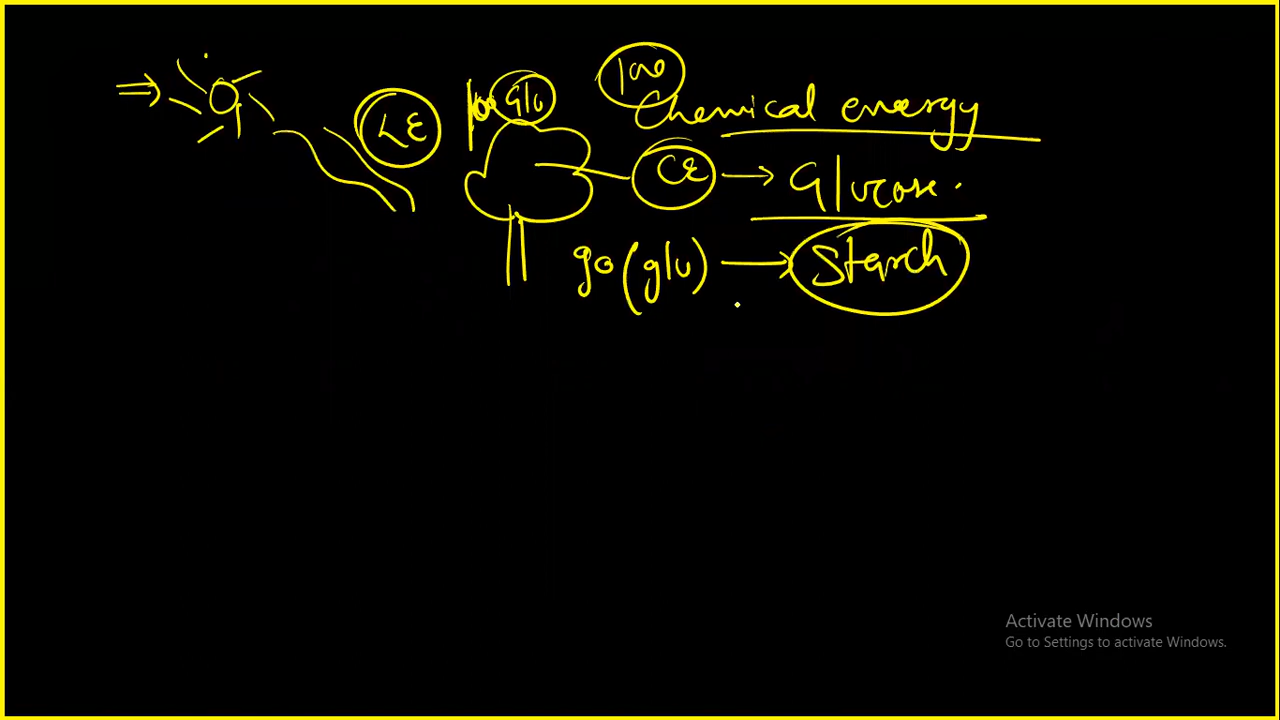 100
Chemical energy
LE
100 Glu
CE → Glucose.
90 (glu) → Starch
Activate Windows
Go to Settings to activate Windows.